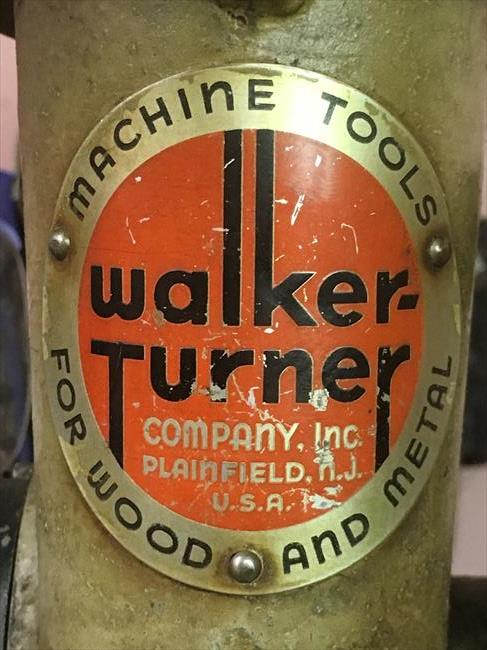 MACHINE TOOLS
walker-
Turner
COMPANY, Inc.
PLAINFIELD, N.J.
U.S.A.
FOR WOOD AND METAL